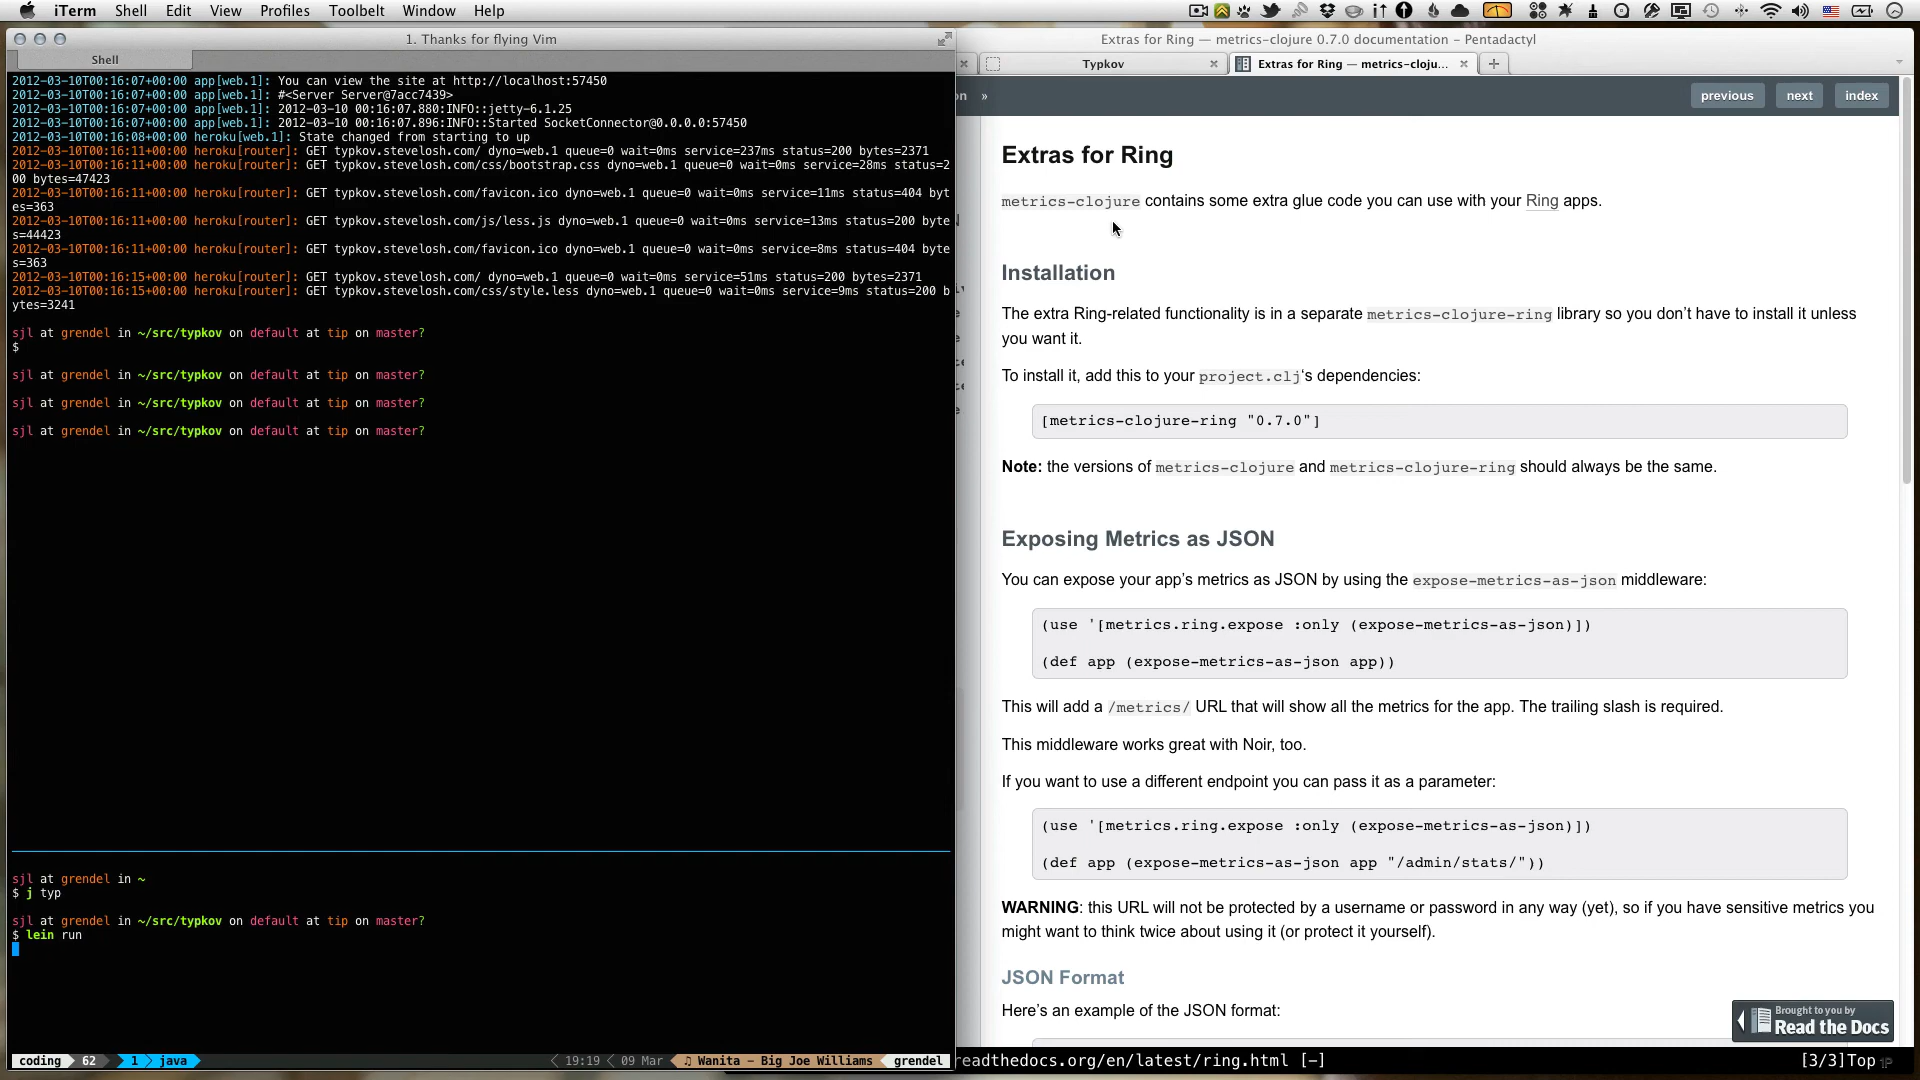 iTerm Shell Edit View Profiles Toolbelt Window Help
1. Thanks for flying Vim
Shell
2012-03-10T00:16:07+00:00 app[web.1]: You can view the site at http://localhost:57450
2012-03-10T00:16:07+00:00 app[web.1]: #<Server Server@7acc7439>
2012-03-10T00:16:07+00:00 app[web.1]: 2012-03-10 00:16:07.880:INFO::jetty-6.1.25
2012-03-10T00:16:07+00:00 app[web.1]: 2012-03-10 00:16:07.896:INFO::Started SocketConnector@0.0.0.0:57450
2012-03-10T00:16:08+00:00 heroku[web.1]: State changed from starting to up
2012-03-10T00:16:11+00:00 heroku[router]: GET typkov.stevelosh.com/ dyno=web.1 queue=0 wait=0ms service=237ms status=200 bytes=2371
2012-03-10T00:16:11+00:00 heroku[router]: GET typkov.stevelosh.com/css/bootstrap.css dyno=web.1 queue=0 wait=0ms service=28ms status=2
00 bytes=47423
2012-03-10T00:16:11+00:00 heroku[router]: GET typkov.stevelosh.com/favicon.ico dyno=web.1 queue=0 wait=0ms service=11ms status=404 byt
es=363
2012-03-10T00:16:11+00:00 heroku[router]: GET typkov.stevelosh.com/js/less.js dyno=web.1 queue=0 wait=0ms service=13ms status=200 byte
s=44423
2012-03-10T00:16:11+00:00 heroku[router]: GET typkov.stevelosh.com/favicon.ico dyno=web.1 queue=0 wait=0ms service=8ms status=404 byte
s=363
2012-03-10T00:16:15+00:00 heroku[router]: GET typkov.stevelosh.com/ dyno=web.1 queue=0 wait=0ms service=51ms status=200 bytes=2371
2012-03-10T00:16:15+00:00 heroku[router]: GET typkov.stevelosh.com/css/style.less dyno=web.1 queue=0 wait=0ms service=9ms status=200 b
ytes=3241
sjl at grendel in ~/src/typkov on default at tip on master?
$
sjl at grendel in ~/src/typkov on default at tip on master?
sjl at grendel in ~/src/typkov on default at tip on master?
sjl at grendel in ~/src/typkov on default at tip on master?
sjl at grendel in ~
$ j typ
sjl at grendel in ~/src/typkov on default at tip on master?
$ lein run
coding 62 1 java 19:19 09 Mar ♫ Wanita – Big Joe Williams grendel
Extras for Ring — metrics-clojure 0.7.0 documentation - Pentadactyl
Typkov
Extras for Ring — metrics-cloju...
on »
previous next index
Extras for Ring
metrics-clojure contains some extra glue code you can use with your Ring apps.
Installation
The extra Ring-related functionality is in a separate metrics-clojure-ring library so you don't have to install it unless
you want it.
To install it, add this to your project.clj's dependencies:
[metrics-clojure-ring "0.7.0"]
Note: the versions of metrics-clojure and metrics-clojure-ring should always be the same.
Exposing Metrics as JSON
You can expose your app's metrics as JSON by using the expose-metrics-as-json middleware:
(use '[metrics.ring.expose :only (expose-metrics-as-json)])
(def app (expose-metrics-as-json app))
This will add a /metrics/ URL that will show all the metrics for the app. The trailing slash is required.
This middleware works great with Noir, too.
If you want to use a different endpoint you can pass it as a parameter:
(use '[metrics.ring.expose :only (expose-metrics-as-json)])
(def app (expose-metrics-as-json app "/admin/stats/"))
WARNING: this URL will not be protected by a username or password in any way (yet), so if you have sensitive metrics you
might want to think twice about using it (or protect it yourself).
JSON Format
Here's an example of the JSON format:
Brought to you by
Read the Docs
readthedocs.org/en/latest/ring.html [-] [3/3]Top